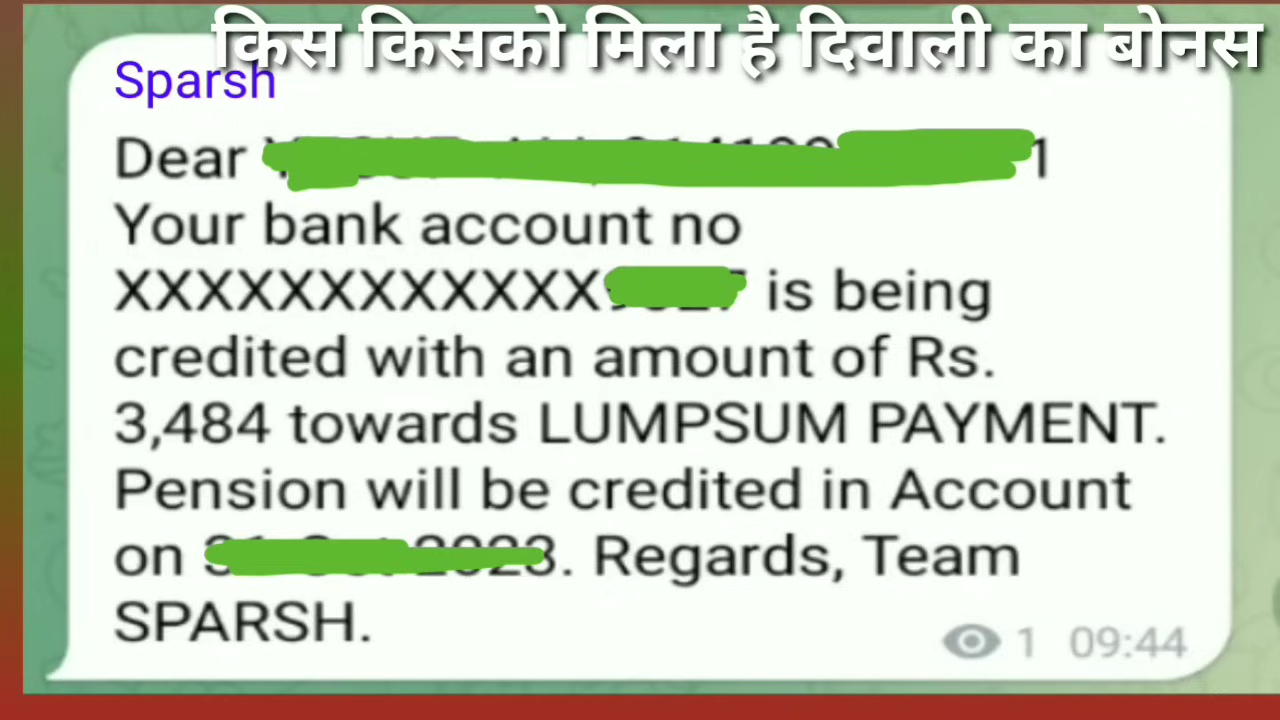 किस किसको मिला है दिवाली का बोनस
Sparsh
Dear 1
Your bank account no
XXXXXXXXXXXX is being
credited with an amount of Rs.
3,484 towards LUMPSUM PAYMENT.
Pension will be credited in Account
on . Regards, Team
SPARSH.
1 09:44